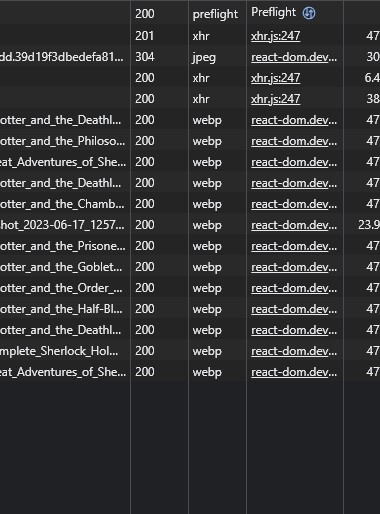 200 preflight Preflight
201 xhr xhr.js:247 47
dd.39d19f3dbedefa81... 304 jpeg react-dom.dev... 30
200 xhr xhr.js:247 6.4
200 xhr xhr.js:247 38
otter_and_the_Deathl... 200 webp react-dom.dev... 47
otter_and_the_Philoso... 200 webp react-dom.dev... 47
eat_Adventures_of_She... 200 webp react-dom.dev... 47
otter_and_the_Deathl... 200 webp react-dom.dev... 47
otter_and_the_Chamb... 200 webp react-dom.dev... 47
shot_2023-06-17_1257... 200 webp react-dom.dev... 23.9
otter_and_the_Prisone... 200 webp react-dom.dev... 47
otter_and_the_Goblet... 200 webp react-dom.dev... 47
otter_and_the_Order_... 200 webp react-dom.dev... 47
otter_and_the_Half-Bl... 200 webp react-dom.dev... 47
otter_and_the_Deathl... 200 webp react-dom.dev... 47
mplete_Sherlock_Hol... 200 webp react-dom.dev... 47
eat_Adventures_of_She... 200 webp react-dom.dev... 47